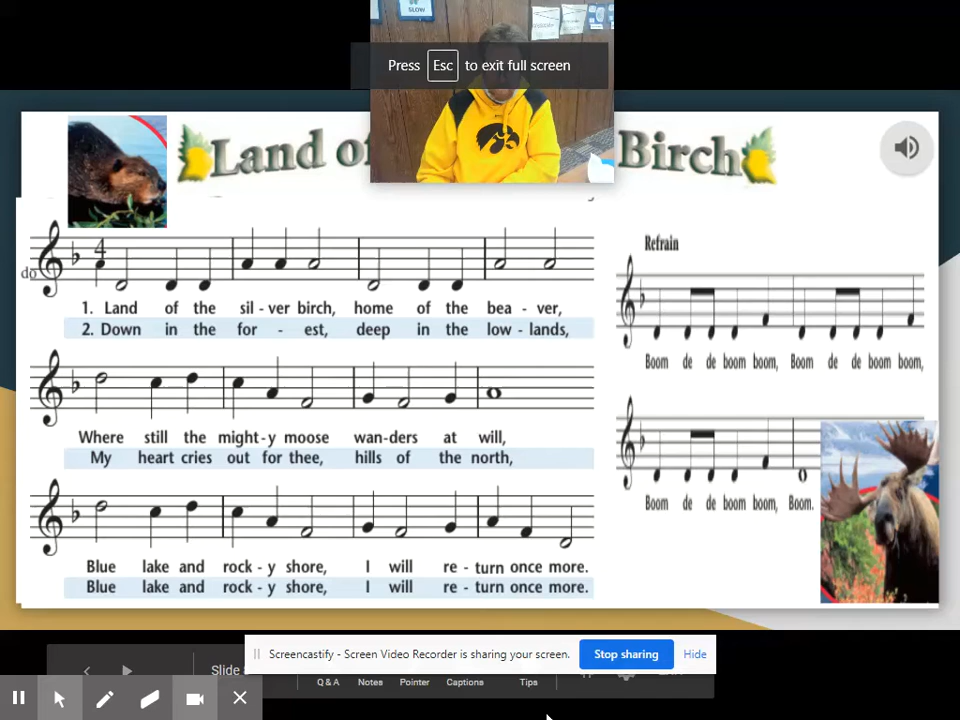 SLOW
Press Esc to exit full screen
Land of
Birch
4
do
1. Land of the sil - ver birch, home of the bea - ver,
2. Down in the for - est, deep in the low - lands,
Where still the might - y moose wan - ders at will,
My heart cries out for thee, hills of the north,
Blue lake and rock - y shore, I will re - turn once more.
Blue lake and rock - y shore, I will re - turn once more.
Refrain
Boom de de boom boom, Boom de de boom boom,
Boom de de boom boom, Boom.
Screencastify - Screen Video Recorder is sharing your screen.
Stop sharing
Hide
Slide
Q & A Notes Pointer Captions Tips